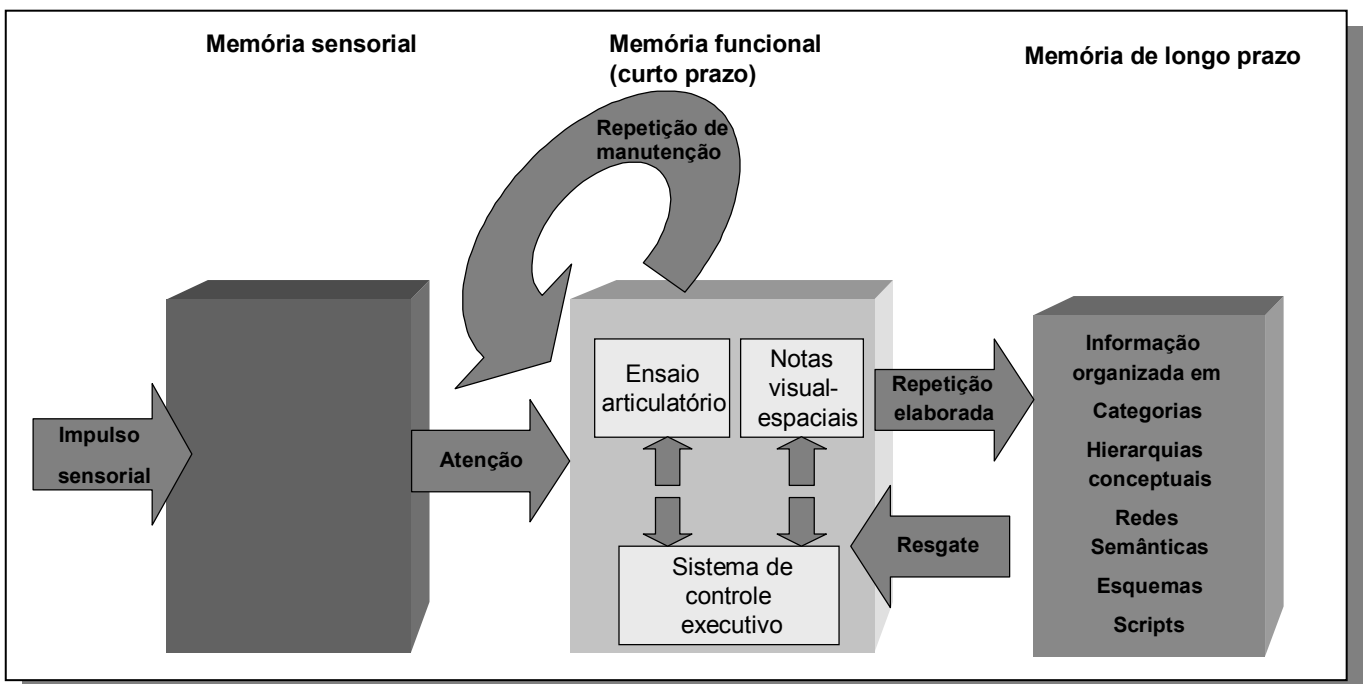 Memória sensorial
Memória funcional
(curto prazo)
Memória de longo prazo
Repetição de
manutenção
Impulso
sensorial
Atenção
Ensaio
articulatório
Notas
visual-
espaciais
Sistema de
controle
executivo
Repetição
elaborada
Resgate
Informação
organizada em
Categorias
Hierarquias
conceptuais
Redes
Semânticas
Esquemas
Scripts